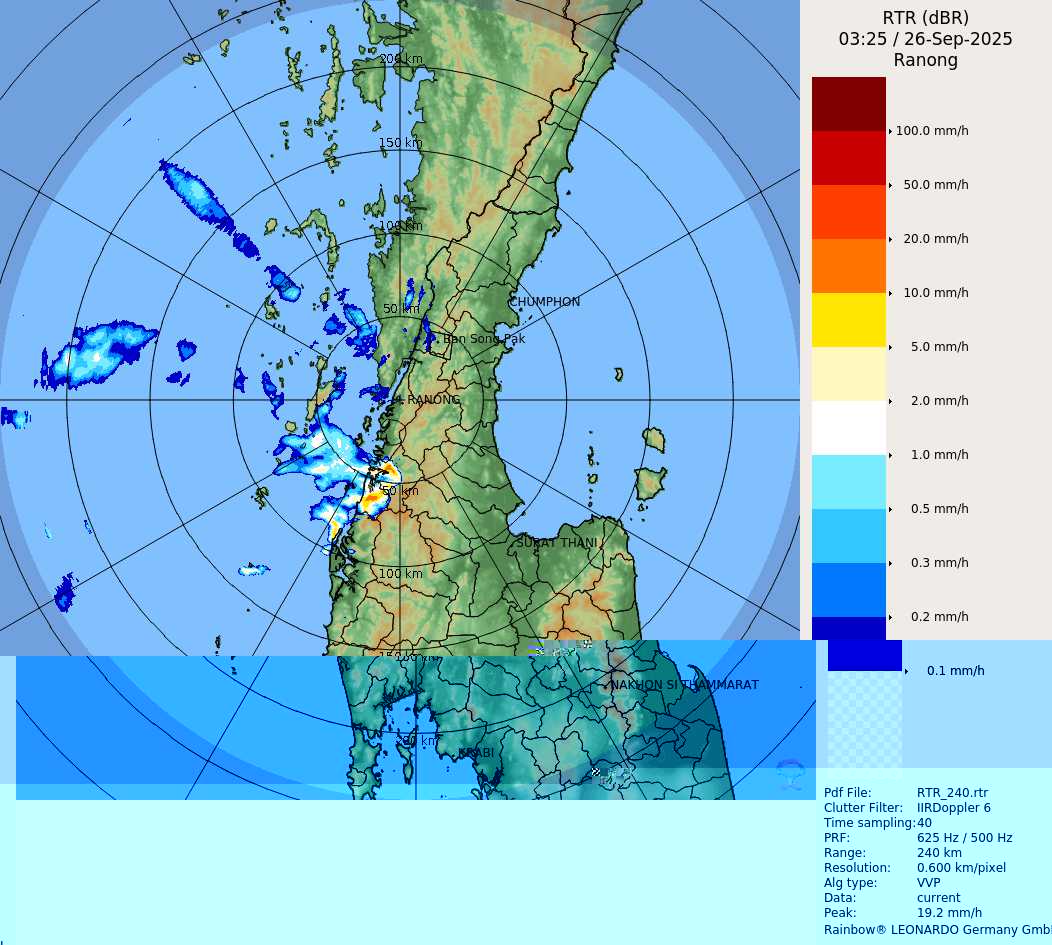 RTR (dBR)
03:25 / 26-Sep-2025
Ranong
200 km
150 km
100 km
50 km
CHUMPHON
Ban Song Pak
RANONG
50 km
SURAT THANI
100 km
NAKHON SI THAMMARAT
KRABI
100.0 mm/h
50.0 mm/h
20.0 mm/h
10.0 mm/h
5.0 mm/h
2.0 mm/h
1.0 mm/h
0.5 mm/h
0.3 mm/h
0.2 mm/h
0.1 mm/h
Pdf File: RTR_240.rtr
Clutter Filter: IIRDoppler 6
Time sampling:40
PRF: 625 Hz / 500 Hz
Range: 240 km
Resolution: 0.600 km/pixel
Alg type: VVP
Data: current
Peak: 19.2 mm/h
Rainbow® LEONARDO Germany Gmb